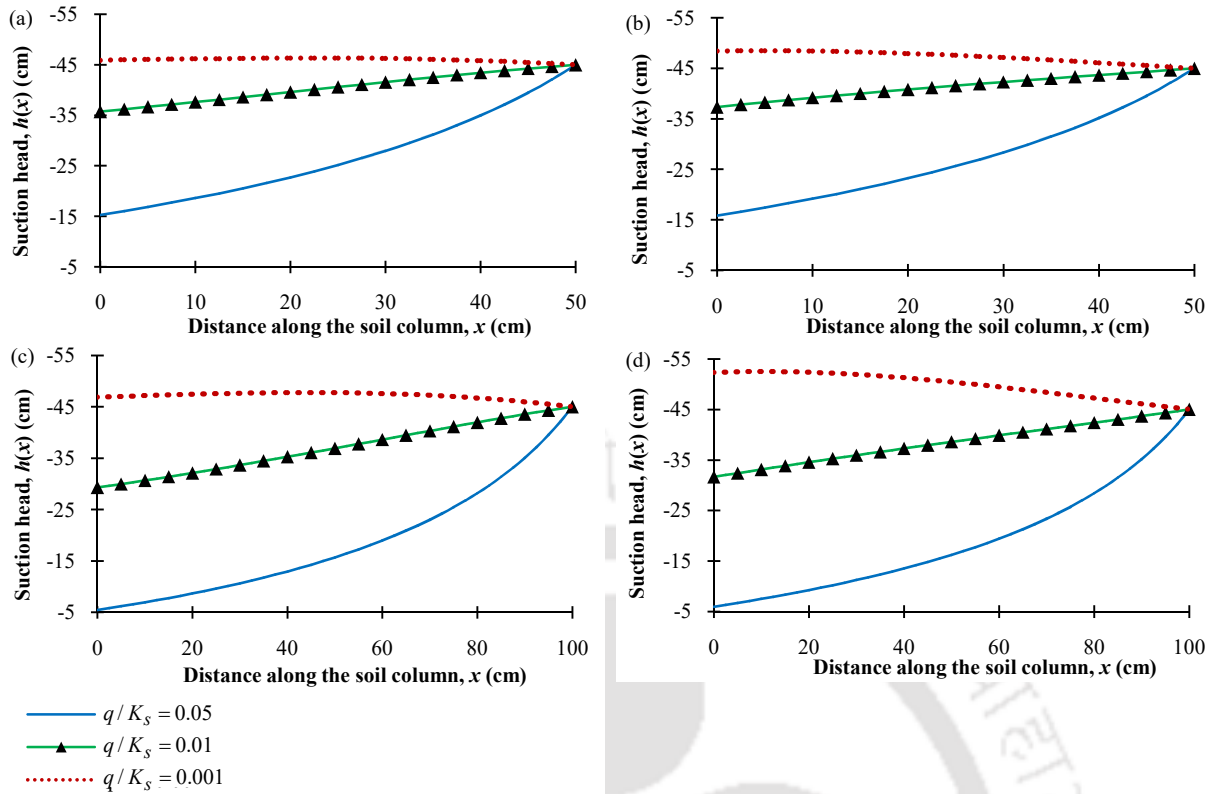 (a)
-55
-45
-35
-25
-15
-5
Suction head, h(x) (cm)
0 10 20 30 40 50
Distance along the soil column, x (cm)
(b)
-55
-45
-35
-25
-15
-5
Suction head, h(x) (cm)
0 10 20 30 40 50
Distance along the soil column, x (cm)
(c)
-55
-45
-35
-25
-15
-5
Suction head, h(x) (cm)
0 20 40 60 80 100
Distance along the soil column, x (cm)
(d)
-55
-45
-35
-25
-15
-5
Suction head, h(x) (cm)
0 20 40 60 80 100
Distance along the soil column, x (cm)
q / K_s = 0.05
q / K_s = 0.01
q / K_s = 0.001